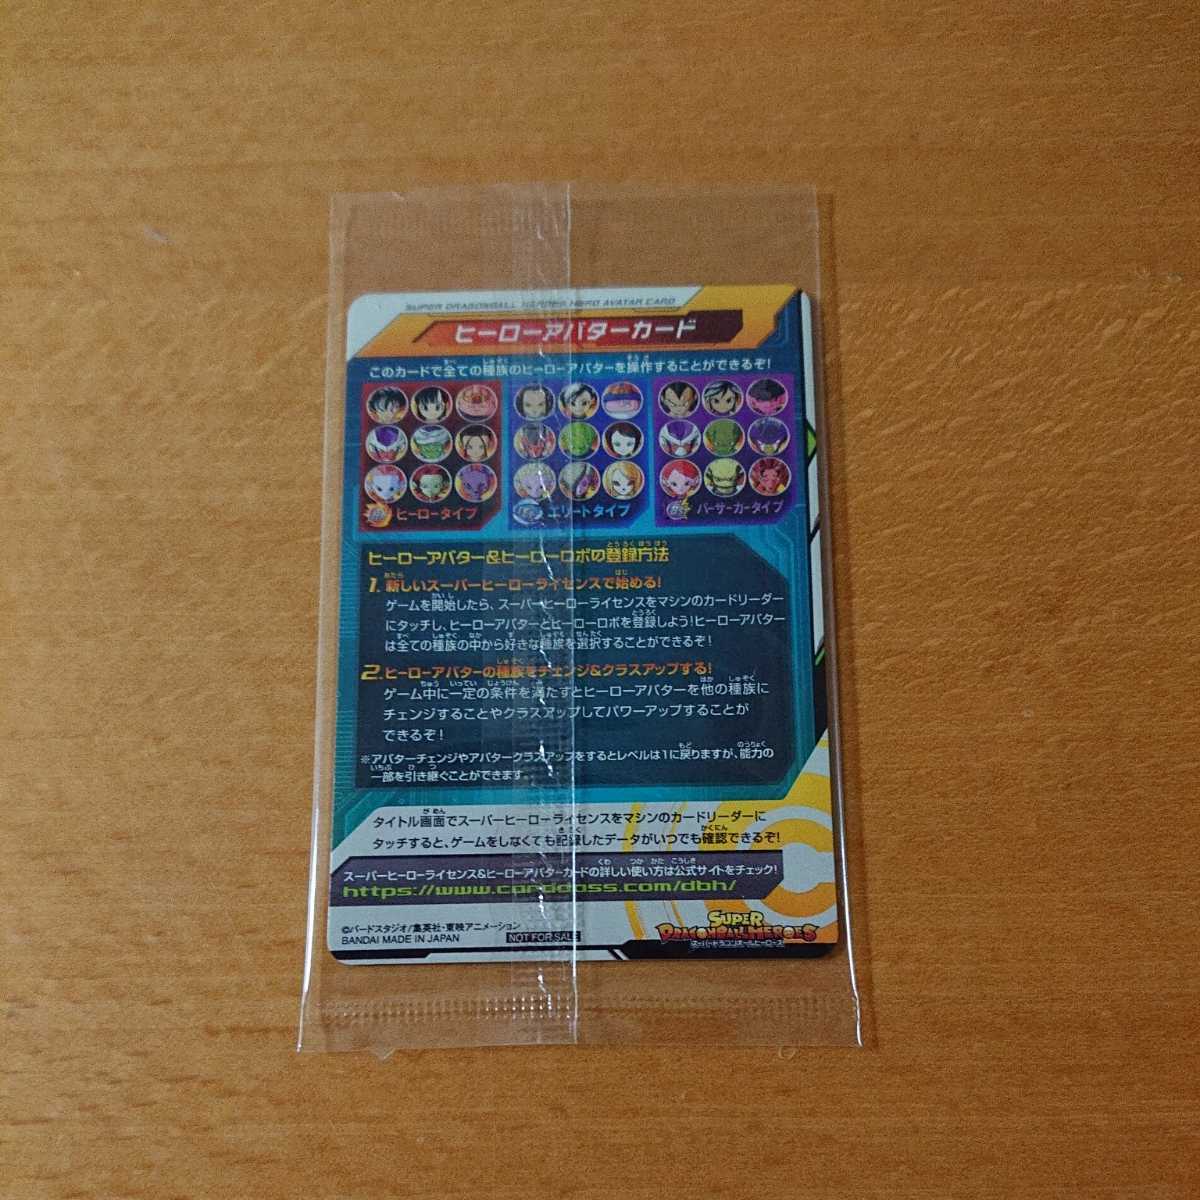 SUPER DRAGONBALL HEROES HERO AVATAR CARD
ヒーローアバターカード
このカードで全ての種族のヒーローアバターを操作することができるぞ!
ヒーロータイプ
エリートタイプ
バーサーカータイプ
ヒーローアバター&ヒーローロボの登録方法
1. 新しいスーパーヒーローライセンスで始める!
ゲームを開始したら、スーパーヒーローライセンスをマシンのカードリーダー
にタッチし、ヒーローアバターとヒーローロボを登録しよう!ヒーローアバター
は全ての種族の中から好きな種族を選択することができるぞ!
2. ヒーローアバターの種族をチェンジ&クラスアップする!
ゲーム中に一定の条件を満たすとヒーローアバターを他の種族に
チェンジすることやクラスアップしてパワーアップすることが
できるぞ!
※アバターチェンジやアバタークラスアップをするとレベルは1に戻りますが、能力の
一部を引き継ぐことができます。
タイトル画面でスーパーヒーローライセンスをマシンのカードリーダーに
タッチすると、ゲームをしなくても記録したデータがいつでも確認できるぞ!
スーパーヒーローライセンス&ヒーローアバターカードの詳しい使い方は公式サイトをチェック!
https://www.carddass.com/dbh/
©バードスタジオ/集英社・東映アニメーション
BANDAI MADE IN JAPAN
NOT FOR SALE
SUPER
DRAGONBALL HEROES
スーパードラゴンボールヒーローズ